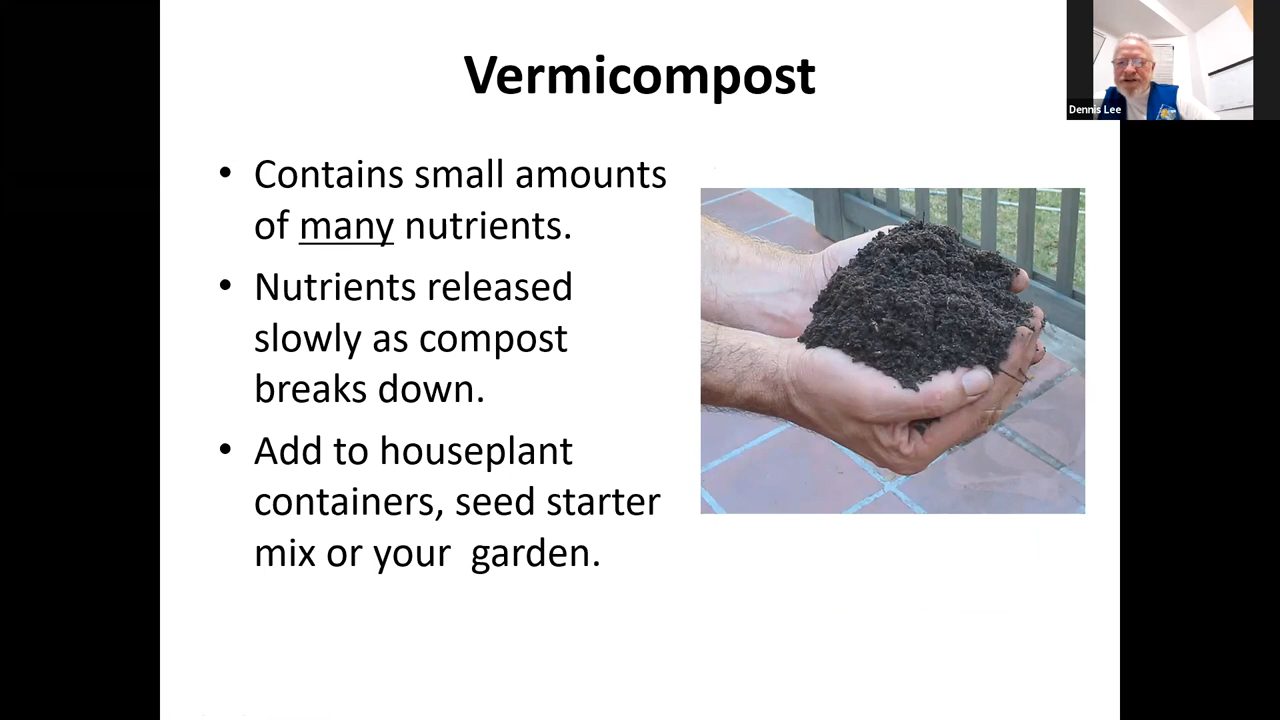 Vermicompost
Dennis Lee
• Contains small amounts
of many nutrients.
• Nutrients released
slowly as compost
breaks down.
• Add to houseplant
containers, seed starter
mix or your  garden.